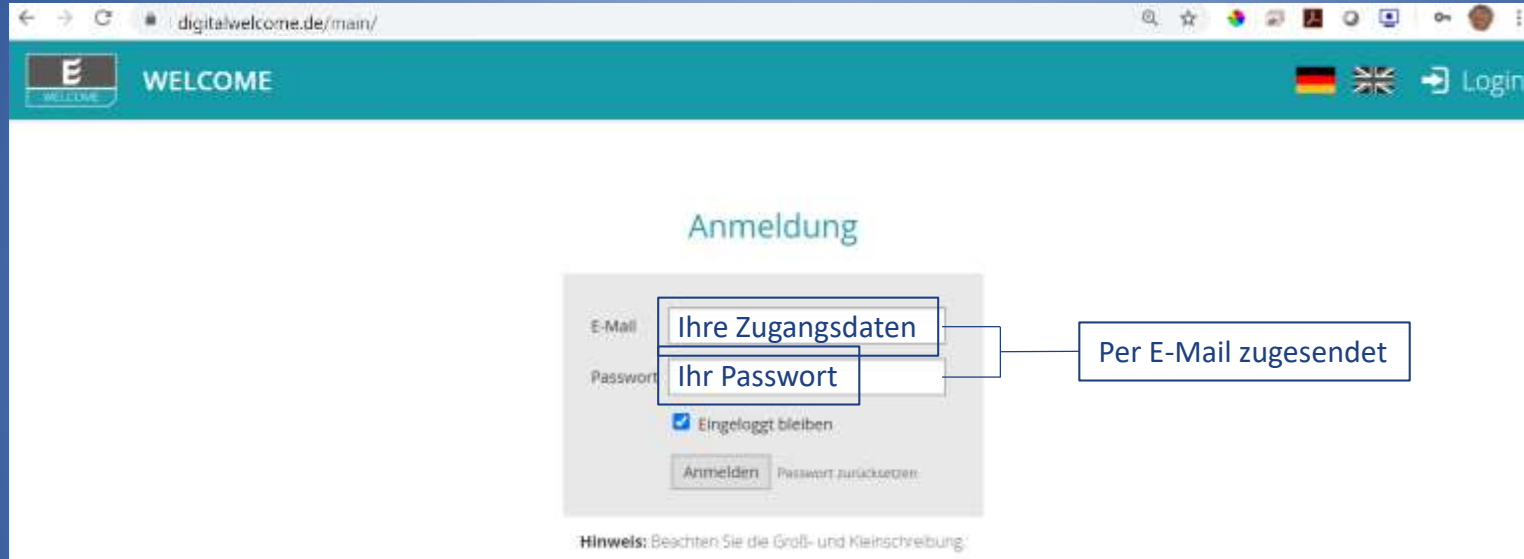 digitalwelcome.de/main/
E
WELCOME
WELCOME
Login
Anmeldung
E-Mail Ihre Zugangsdaten
Per E-Mail zugesendet
Passwort Ihr Passwort
Eingeloggt bleiben
Anmelden Passwort zurücksetzen
Hinweis: Beachten Sie die Groß- und Kleinschreibung.